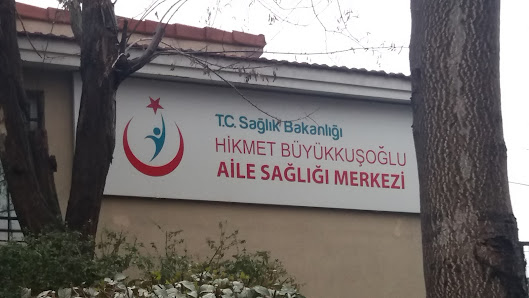 T.C. Sağlık Bakanlığı
HİKMET BÜYÜKKUŞOĞLU
AİLE SAĞLIĞI MERKEZİ